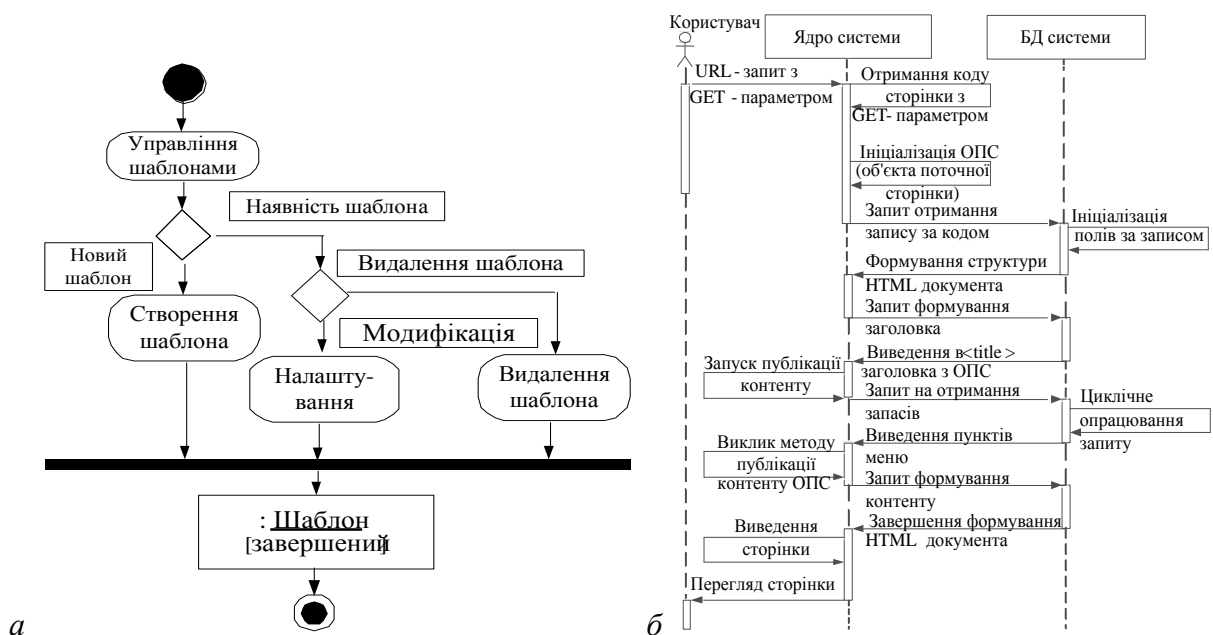 Управління
шаблонами
Наявність шаблона
Новий
шаблон
Видалення шаблона
Створення
шаблона
Модифікація
Налашту-
вання
Видалення
шаблона
: Шаблон
[завершений]
а
Користувач
Ядро системи
БД системи
URL - запит з
GET - параметром
Отримання коду
сторінки з
GET- параметром
Ініціалізація ОПС
(об'єкта поточної
сторінки)
Запит отримання
запису за кодом
Ініціалізація
полів за записом
Формування структури
HTML документа
Запит формування
заголовка
Виведення в<title >
заголовка з ОПС
Запуск публікації
контенту
Запит на отримання
запасів
Циклічне
опрацювання
запиту
Виведення пунктів
меню
Виклик методу
публікації
контенту ОПС
Запит формування
контенту
Завершення формування
HTML документа
Виведення
сторінки
Перегляд сторінки
б